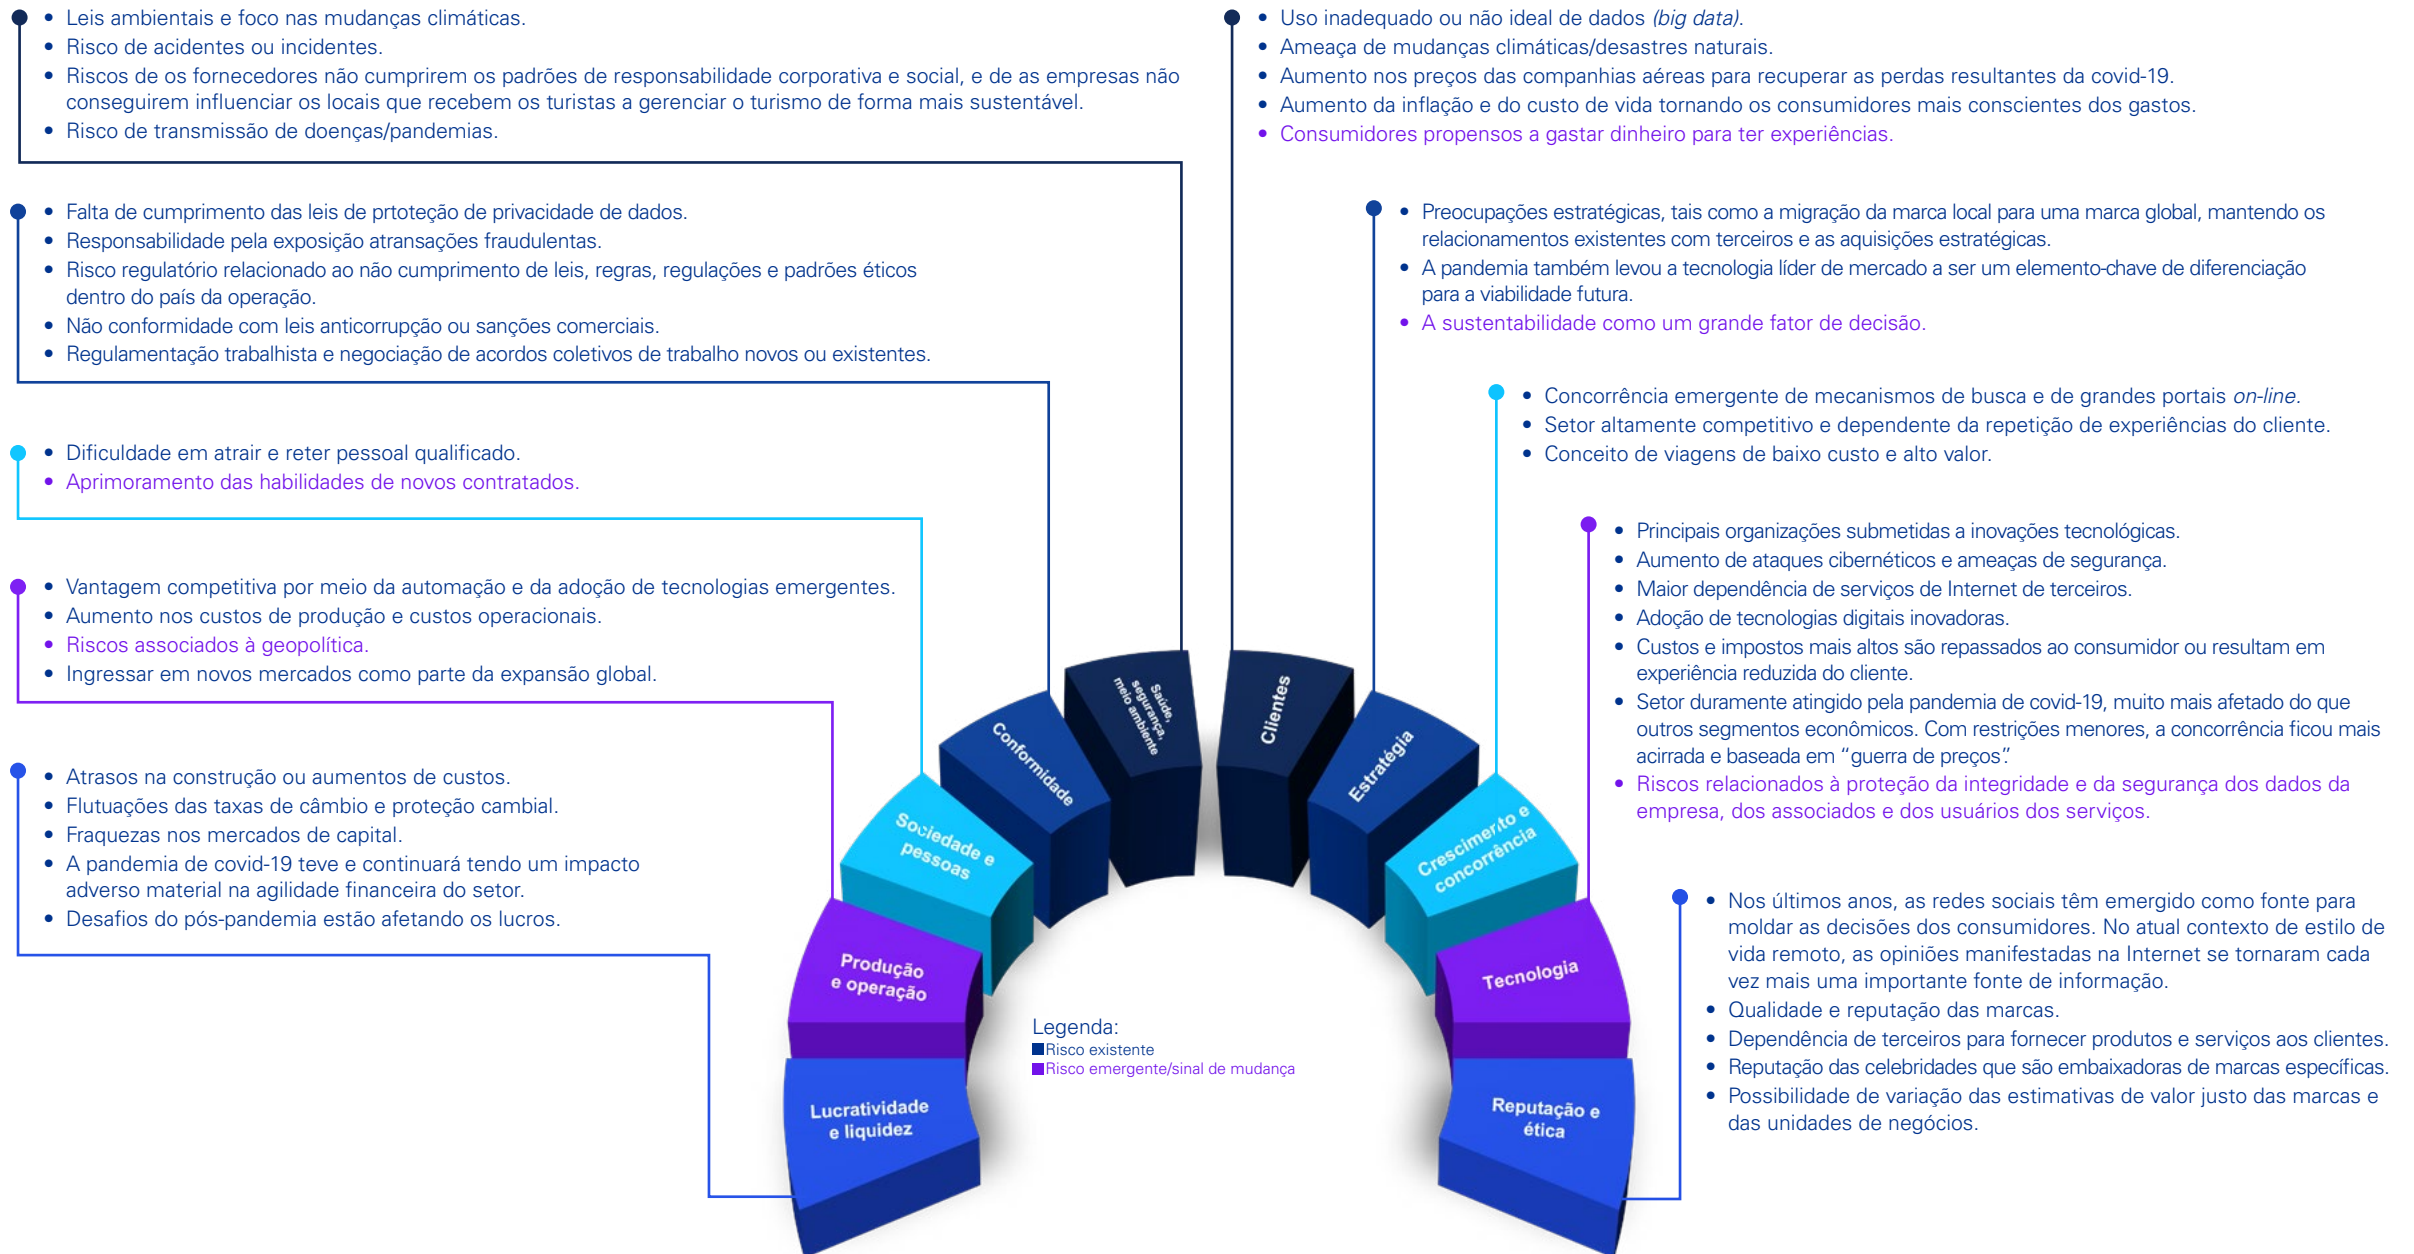 • Leis ambientais e foco nas mudanças climáticas.
• Risco de acidentes ou incidentes.
• Riscos de os fornecedores não cumprirem os padrões de responsabilidade corporativa e social, e de as empresas não
conseguirem influenciar os locais que recebem os turistas a gerenciar o turismo de forma mais sustentável.
• Risco de transmissão de doenças/pandemias.
• Falta de cumprimento das leis de prtoteção de privacidade de dados.
• Responsabilidade pela exposição atransações fraudulentas.
• Risco regulatório relacionado ao não cumprimento de leis, regras, regulações e padrões éticos
dentro do país da operação.
• Não conformidade com leis anticorrupção ou sanções comerciais.
• Regulamentação trabalhista e negociação de acordos coletivos de trabalho novos ou existentes.
• Dificuldade em atrair e reter pessoal qualificado.
• Aprimoramento das habilidades de novos contratados.
• Vantagem competitiva por meio da automação e da adoção de tecnologias emergentes.
• Aumento nos custos de produção e custos operacionais.
• Riscos associados à geopolítica.
• Ingressar em novos mercados como parte da expansão global.
• Atrasos na construção ou aumentos de custos.
• Flutuações das taxas de câmbio e proteção cambial.
• Fraquezas nos mercados de capital.
• A pandemia de covid-19 teve e continuará tendo um impacto
adverso material na agilidade financeira do setor.
• Desafios do pós-pandemia estão afetando os lucros.
• Uso inadequado ou não ideal de dados (big data).
• Ameaça de mudanças climáticas/desastres naturais.
• Aumento nos preços das companhias aéreas para recuperar as perdas resultantes da covid-19.
• Aumento da inflação e do custo de vida tornando os consumidores mais conscientes dos gastos.
• Consumidores propensos a gastar dinheiro para ter experiências.
• Preocupações estratégicas, tais como a migração da marca local para uma marca global, mantendo os
relacionamentos existentes com terceiros e as aquisições estratégicas.
• A pandemia também levou a tecnologia líder de mercado a ser um elemento-chave de diferenciação
para a viabilidade futura.
• A sustentabilidade como um grande fator de decisão.
• Concorrência emergente de mecanismos de busca e de grandes portais on-line.
• Setor altamente competitivo e dependente da repetição de experiências do cliente.
• Conceito de viagens de baixo custo e alto valor.
• Principais organizações submetidas a inovações tecnológicas.
• Aumento de ataques cibernéticos e ameaças de segurança.
• Maior dependência de serviços de Internet de terceiros.
• Adoção de tecnologias digitais inovadoras.
• Custos e impostos mais altos são repassados ao consumidor ou resultam em
experiência reduzida do cliente.
• Setor duramente atingido pela pandemia de covid-19, muito mais afetado do que
outros segmentos econômicos. Com restrições menores, a concorrência ficou mais
acirrada e baseada em “guerra de preços”.
• Riscos relacionados à proteção da integridade e da segurança dos dados da
empresa, dos associados e dos usuários dos serviços.
• Nos últimos anos, as redes sociais têm emergido como fonte para
moldar as decisões dos consumidores. No atual contexto de estilo de
vida remoto, as opiniões manifestadas na Internet se tornaram cada
vez mais uma importante fonte de informação.
• Qualidade e reputação das marcas.
• Dependência de terceiros para fornecer produtos e serviços aos clientes.
• Reputação das celebridades que são embaixadoras de marcas específicas.
• Possibilidade de variação das estimativas de valor justo das marcas e
das unidades de negócios.
Lucratividade
e liquidez
Produção
e operação
Sociedade e
pessoas
Conformidade
Saúde,
segurança,
meio ambiente
Clientes
Estratégia
Crescimento e
concorrência
Tecnologia
Reputação e
ética
Legenda:
Risco existente
Risco emergente/sinal de mudança